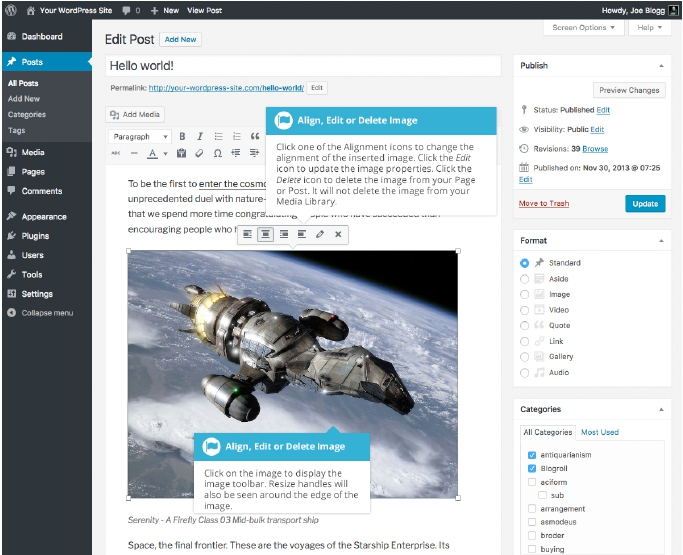 Your WordPress Site 0 + New View Post Howdy, Joe Blogg
Screen Options Help
Dashboard
Posts
All Posts
Add New
Categories
Tags
Media
Pages
Comments
Appearance
Plugins
Users
Tools
Settings
Collapse menu
Edit Post Add New
Hello world!
Permalink: http://your-wordpress-site.com/hello-world/ Edit
Add Media
Paragraph B I
ABC A Ω
Align, Edit or Delete Image
Click one of the Alignment icons to change the
alignment of the inserted image. Click the Edit
icon to update the image properties. Click the
Delete icon to delete the image from your Page
or Post. It will not delete the image from your
Media Library.
To be the first to enter the cosmo
unprecedented duel with nature-
that we spend more time congratulating people who have succeeded than
encouraging people who h
Align, Edit or Delete Image
Click on the image to display the
image toolbar. Resize handles will
also be seen around the edge of the
image.
Serenity - A Firefly Class 03 Mid-bulk transport ship
Space, the final frontier. These are the voyages of the Starship Enterprise. Its
Publish
Preview Changes
Status: Published Edit
Visibility: Public Edit
Revisions: 39 Browse
Published on: Nov 30, 2013 @ 07:25
Edit
Move to Trash Update
Format
Standard
Aside
Image
Video
Quote
Link
Gallery
Audio
Categories
All Categories Most Used
antiquarianism
Blogroll
aciform
sub
arrangement
asmodeus
broder
buying